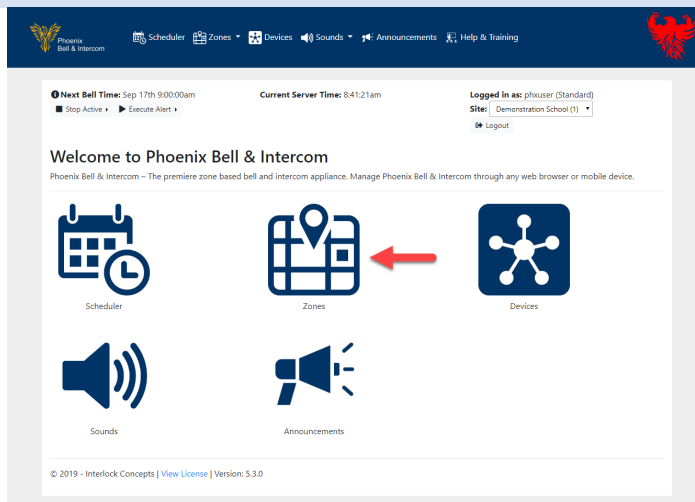 Phoenix
Bell & Intercom
Scheduler Zones Devices Sounds Announcements Help & Training
Next Bell Time: Sep 17th 9:00:00am Current Server Time: 8:41:21am Logged in as: phxuser (Standard)
Stop Active Execute Alert Site: Demonstration School (1)
Logout
Welcome to Phoenix Bell & Intercom
Phoenix Bell & Intercom – The premiere zone based bell and intercom appliance. Manage Phoenix Bell & Intercom through any web browser or mobile device.
Scheduler Zones Devices
Sounds Announcements
© 2019 - Interlock Concepts | View License | Version: 5.3.0